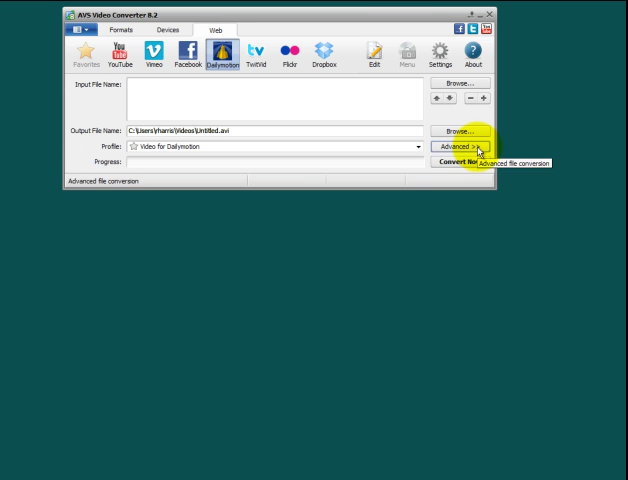 AVS Video Converter 8.2
Formats Devices Web
You Tube
Favorites YouTube Vimeo Facebook Dailymotion TwitVid Flickr Dropbox Edit Menu Settings About
Input File Name: Browse...
Output File Name: C:\Users\rharris\Videos\Untitled.avi Browse...
Profile: Video for Dailymotion Advanced >>
Progress: Convert No
Advanced file conversion
Advanced file conversion